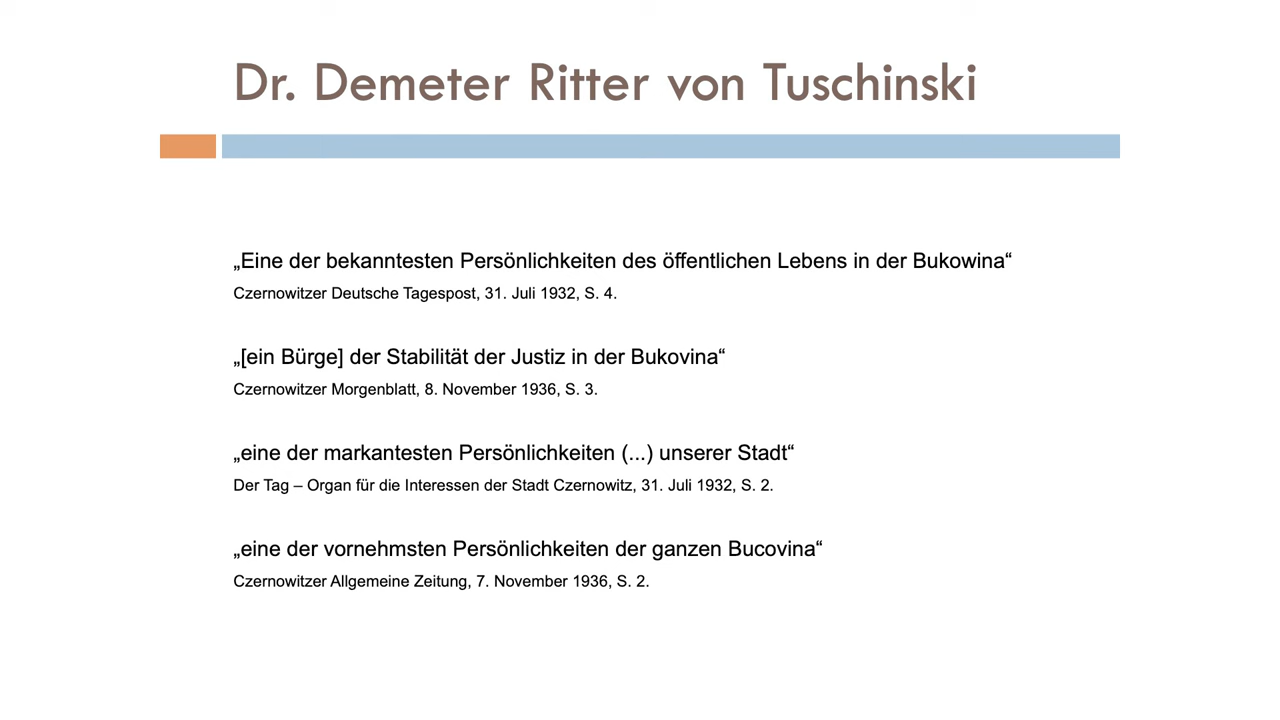 Dr. Demeter Ritter von Tuschinski
„Eine der bekanntesten Persönlichkeiten des öffentlichen Lebens in der Bukowina“
Czernowitzer Deutsche Tagespost, 31. Juli 1932, S. 4.
„[ein Bürge] der Stabilität der Justiz in der Bukovina“
Czernowitzer Morgenblatt, 8. November 1936, S. 3.
„eine der markantesten Persönlichkeiten (...) unserer Stadt“
Der Tag – Organ für die Interessen der Stadt Czernowitz, 31. Juli 1932, S. 2.
„eine der vornehmsten Persönlichkeiten der ganzen Bucovina“
Czernowitzer Allgemeine Zeitung, 7. November 1936, S. 2.